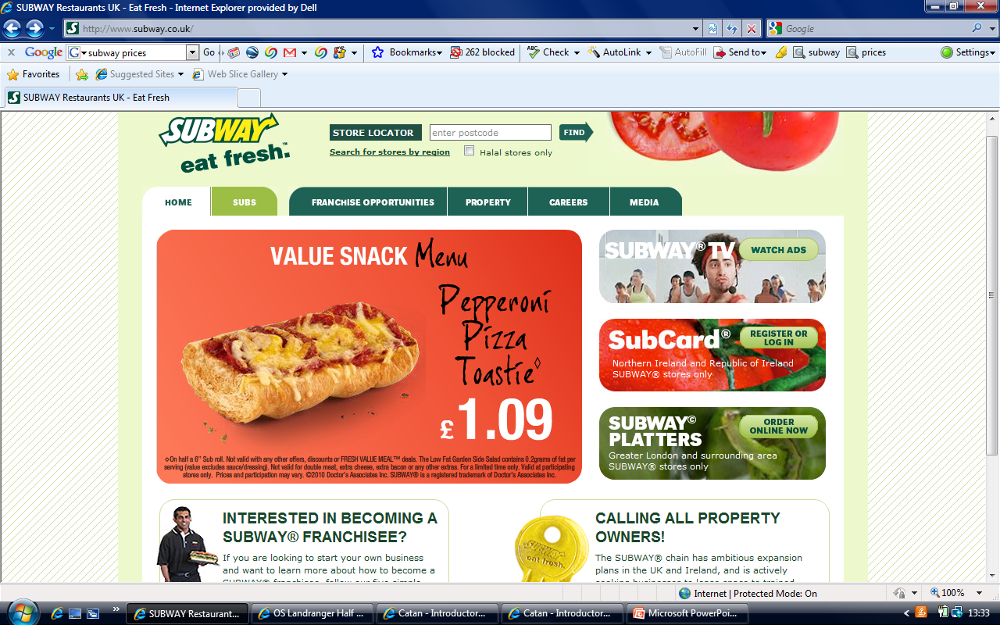 SUBWAY Restaurants UK - Eat Fresh - Internet Explorer provided by Dell
http://www.subway.co.uk/
Google
Google subway prices Go Bookmarks 262 blocked ABC Check AutoLink AutoFill Send to subway prices Settings
Favorites Suggested Sites Web Slice Gallery
SUBWAY Restaurants UK - Eat Fresh
SUBWAY
eat fresh.™
STORE LOCATOR enter postcode FIND
Search for stores by region Halal stores only
HOME SUBS FRANCHISE OPPORTUNITIES PROPERTY CAREERS MEDIA
VALUE SNACK Menu
Pepperoni
Pizza
Toastie◊
£1.09
◊On half a 6" Sub roll. Not valid with any other offers, discounts or FRESH VALUE MEAL™ deals. The Low Fat Garden Side Salad contains 0.2grams of fat per
serving (value excludes sauce/dressing). Not valid for double meat, extra cheese, extra bacon or any other extras. For a limited time only. Valid at participating
stores only. Prices and participation may vary. ©2010 Doctor's Associates Inc. SUBWAY® is a registered trademark of Doctor's Associates Inc.
SUBWAY® TV WATCH ADS
SubCard®
REGISTER OR
LOG IN
Northern Ireland and Republic of Ireland
SUBWAY® stores only
SUBWAY©
PLATTERS
ORDER
ONLINE NOW
Greater London and surrounding area
SUBWAY® stores only
INTERESTED IN BECOMING A
SUBWAY® FRANCHISEE?
If you are looking to start your own business
and want to learn more about how to become a
SUBWAY® franchisee, follow our five simple
SUBWAY
eat fresh.
CALLING ALL PROPERTY
OWNERS!
The SUBWAY® chain has ambitious expansion
plans in the UK and Ireland, and is actively
seeking businesses to lease space to trained
Internet | Protected Mode: On 100%
SUBWAY Restaurant... OS Landranger Half ... Catan - Introductor... Catan - Introductor... Microsoft PowerPoi... 13:33